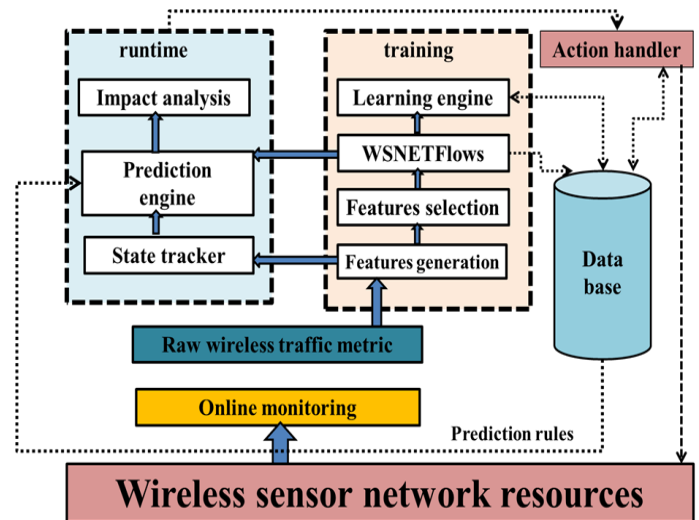 runtime
training
Action handler
Impact analysis
Learning engine
WSNETFlows
Prediction
engine
Features selection
State tracker
Features generation
Data
base
Raw wireless traffic metric
Online monitoring
Prediction rules
Wireless sensor network resources